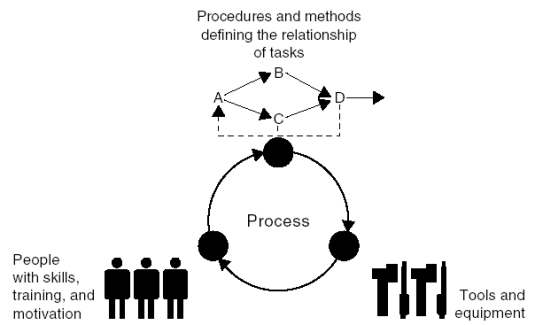 Procedures and methods
defining the relationship
of tasks
B
A
D
C
Process
People
with skills,
training, and
motivation
Tools and
equipment